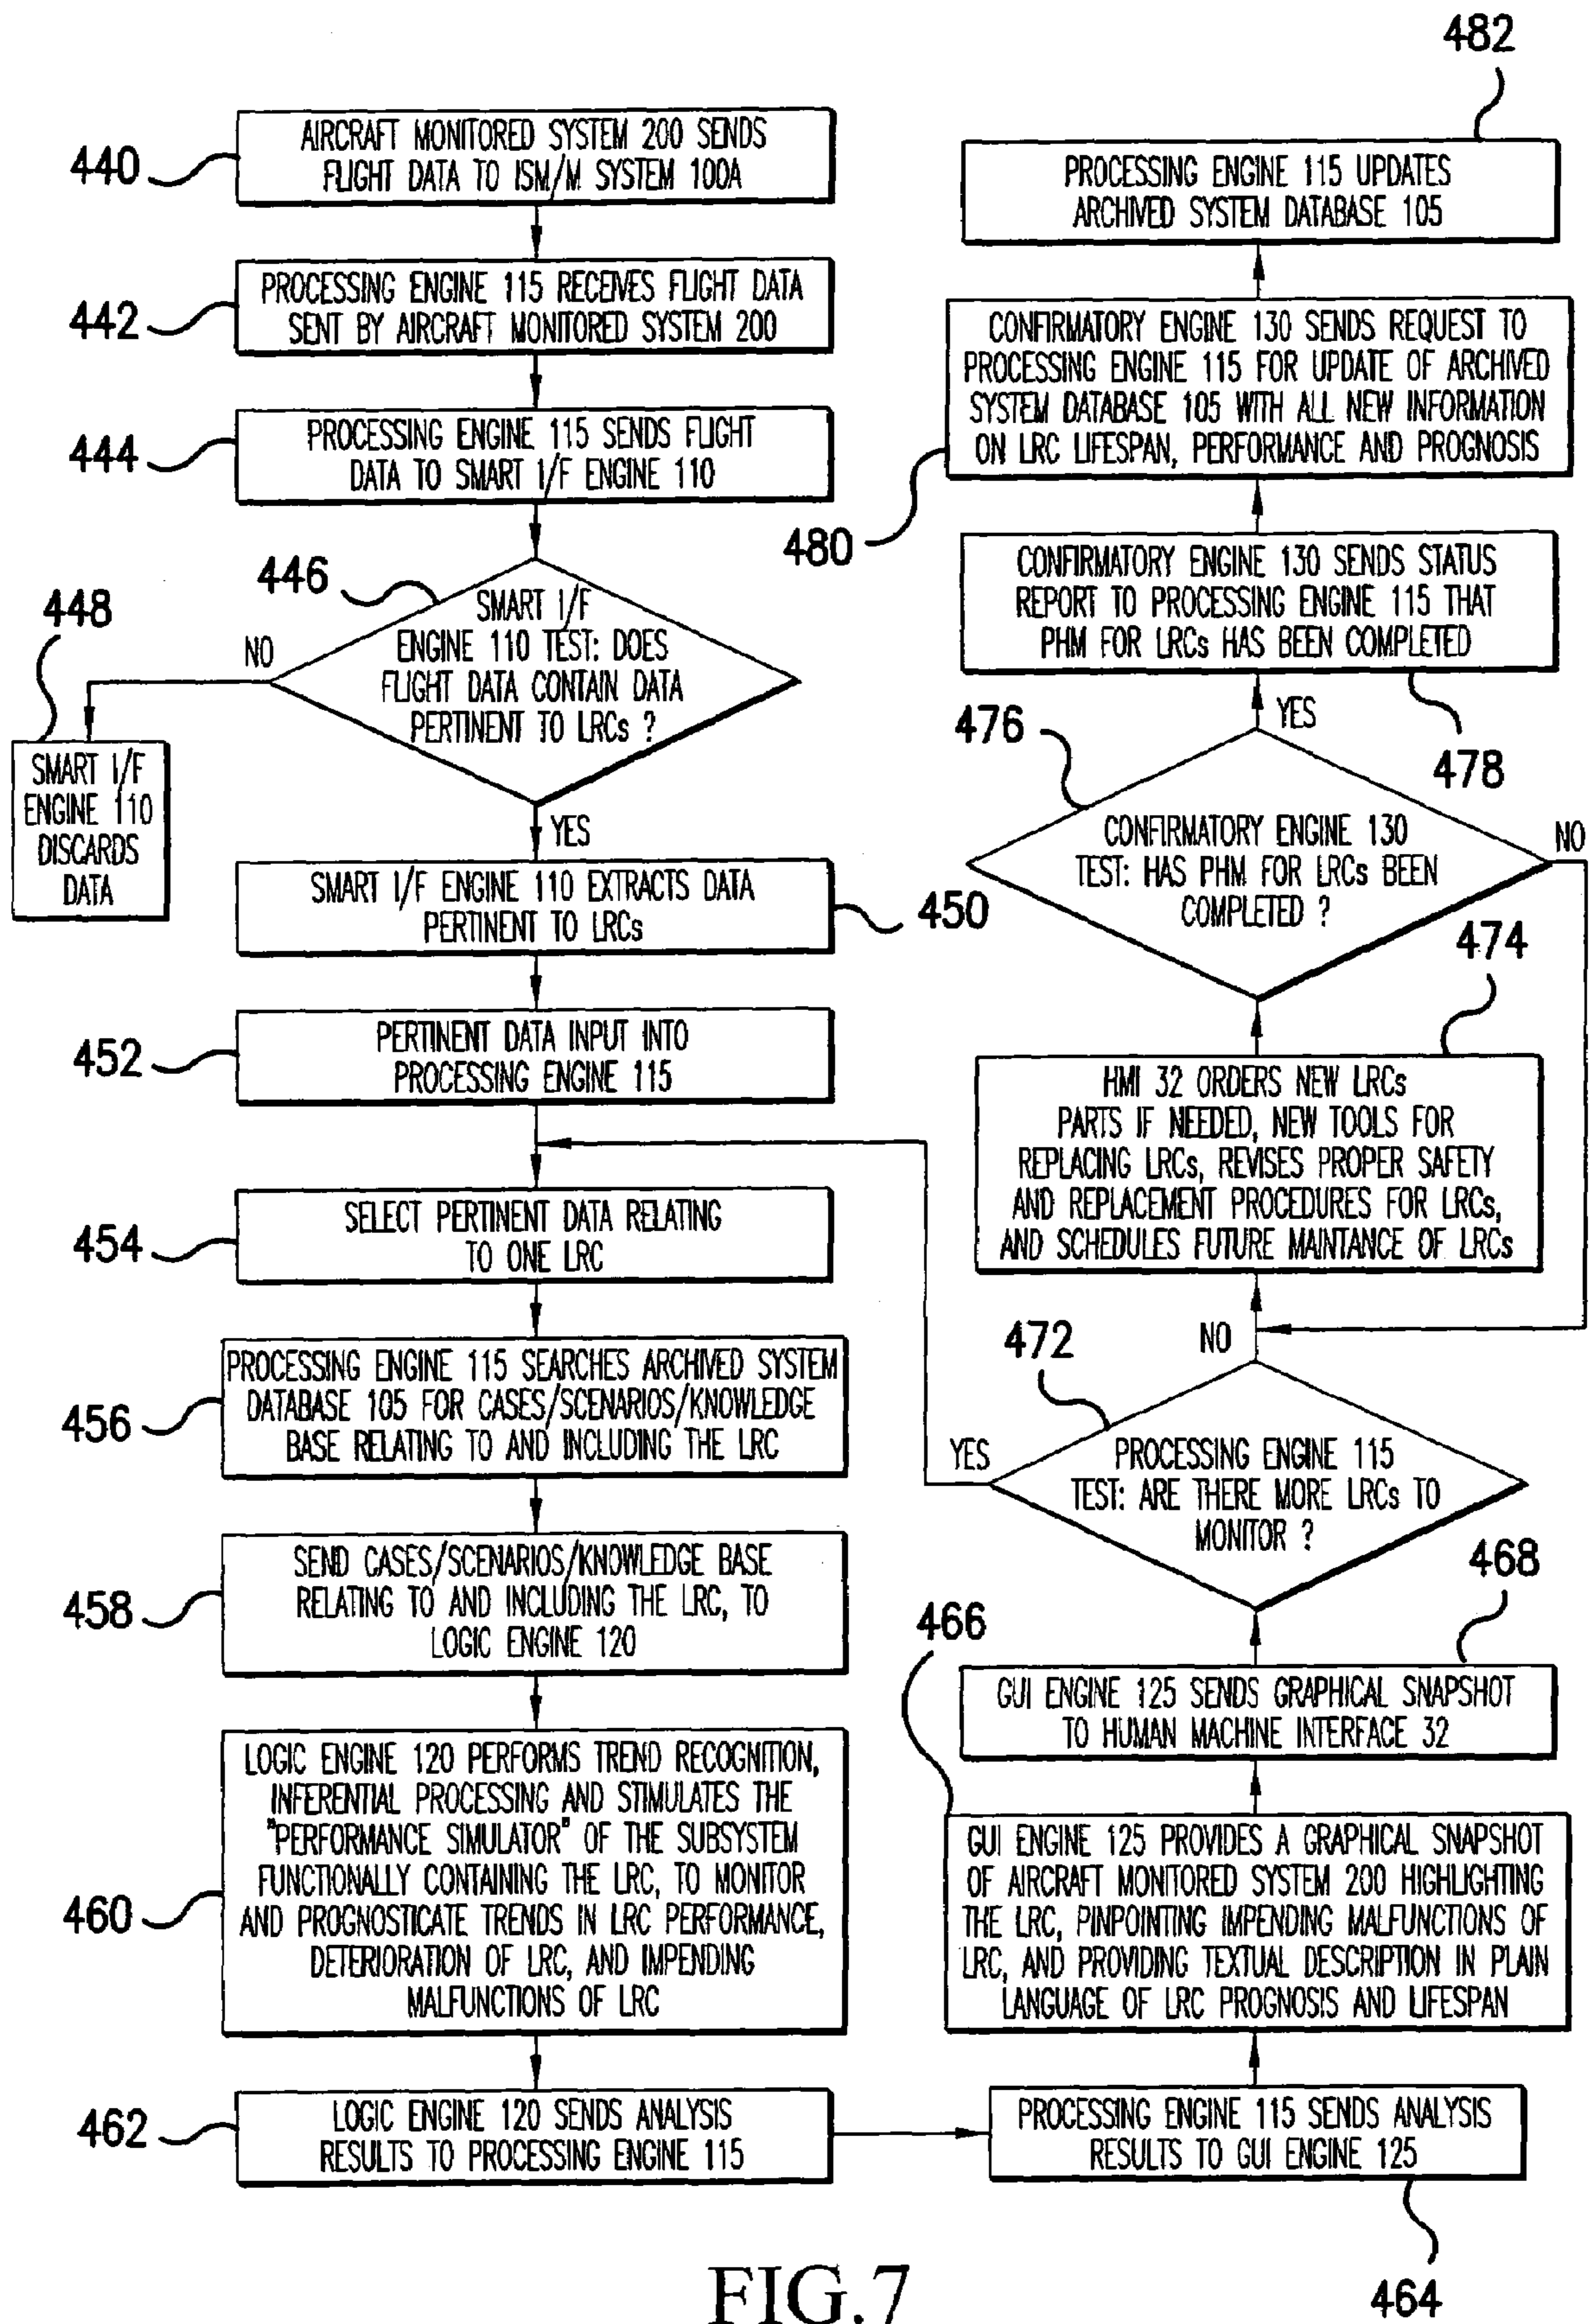 440
AIRCRAFT MONITORED SYSTEM 200 SENDS
FLIGHT DATA TO ISM/M SYSTEM 100A
442
PROCESSING ENGINE 115 RECEIVES FLIGHT DATA
SENT BY AIRCRAFT MONITORED SYSTEM 200
444
PROCESSING ENGINE 115 SENDS FLIGHT
DATA TO SMART I/F ENGINE 110
446
SMART I/F
ENGINE 110 TEST: DOES
FLIGHT DATA CONTAIN DATA
PERTINENT TO LRCs ?
NO
448
SMART I/F
ENGINE 110
DISCARDS
DATA
YES
SMART I/F ENGINE 110 EXTRACTS DATA
PERTINENT TO LRCs
450
452
PERTINENT DATA INPUT INTO
PROCESSING ENGINE 115
454
SELECT PERTINENT DATA RELATING
TO ONE LRC
456
PROCESSING ENGINE 115 SEARCHES ARCHIVED SYSTEM
DATABASE 105 FOR CASES/SCENARIOS/KNOWLEDGE
BASE RELATING TO AND INCLUDING THE LRC
458
SEND CASES/SCENARIOS/KNOWLEDGE BASE
RELATING TO AND INCLUDING THE LRC, TO
LOGIC ENGINE 120
460
LOGIC ENGINE 120 PERFORMS TREND RECOGNITION,
INFERENTIAL PROCESSING AND STIMULATES THE
"PERFORMANCE SIMULATOR" OF THE SUBSYSTEM
FUNCTIONALLY CONTAINING THE LRC, TO MONITOR
AND PROGNOSTICATE TRENDS IN LRC PERFORMANCE,
DETERIORATION OF LRC, AND IMPENDING
MALFUNCTIONS OF LRC
462
LOGIC ENGINE 120 SENDS ANALYSIS
RESULTS TO PROCESSING ENGINE 115
PROCESSING ENGINE 115 SENDS ANALYSIS
RESULTS TO GUI ENGINE 125
464
466
GUI ENGINE 125 PROVIDES A GRAPHICAL SNAPSHOT
OF AIRCRAFT MONITORED SYSTEM 200 HIGHLIGHTING
THE LRC, PINPOINTING IMPENDING MALFUNCTIONS OF
LRC, AND PROVIDING TEXTUAL DESCRIPTION IN PLAIN
LANGUAGE OF LRC PROGNOSIS AND LIFESPAN
468
GUI ENGINE 125 SENDS GRAPHICAL SNAPSHOT
TO HUMAN MACHINE INTERFACE 32
472
PROCESSING ENGINE 115
TEST: ARE THERE MORE LRCs TO
MONITOR ?
YES
NO
474
HMI 32 ORDERS NEW LRCs
PARTS IF NEEDED, NEW TOOLS FOR
REPLACING LRCs, REVISES PROPER SAFETY
AND REPLACEMENT PROCEDURES FOR LRCs,
AND SCHEDULES FUTURE MAINTANCE OF LRCs
476
CONFIRMATORY ENGINE 130
TEST: HAS PHM FOR LRCs BEEN
COMPLETED ?
NO
YES
478
CONFIRMATORY ENGINE 130 SENDS STATUS
REPORT TO PROCESSING ENGINE 115 THAT
PHM FOR LRCs HAS BEEN COMPLETED
480
CONFIRMATORY ENGINE 130 SENDS REQUEST TO
PROCESSING ENGINE 115 FOR UPDATE OF ARCHIVED
SYSTEM DATABASE 105 WITH ALL NEW INFORMATION
ON LRC LIFESPAN, PERFORMANCE AND PROGNOSIS
482
PROCESSING ENGINE 115 UPDATES
ARCHIVED SYSTEM DATABASE 105
FIG.7